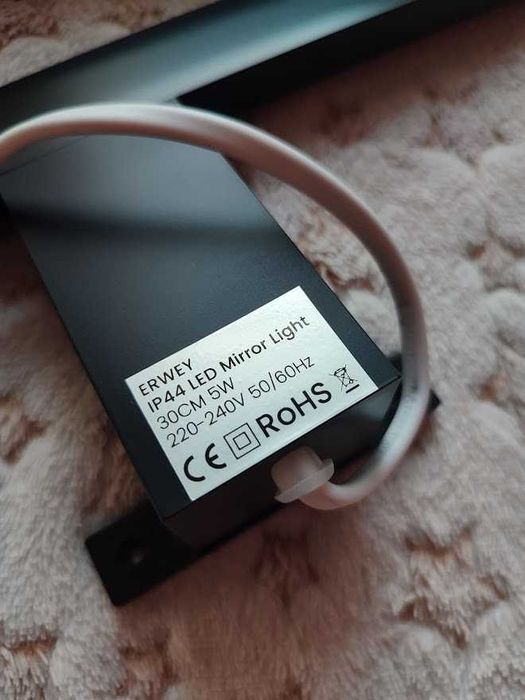 ERWEY
IP44 LED Mirror Light
30CM 5W
220-240V 50/60Hz
CE RoHS